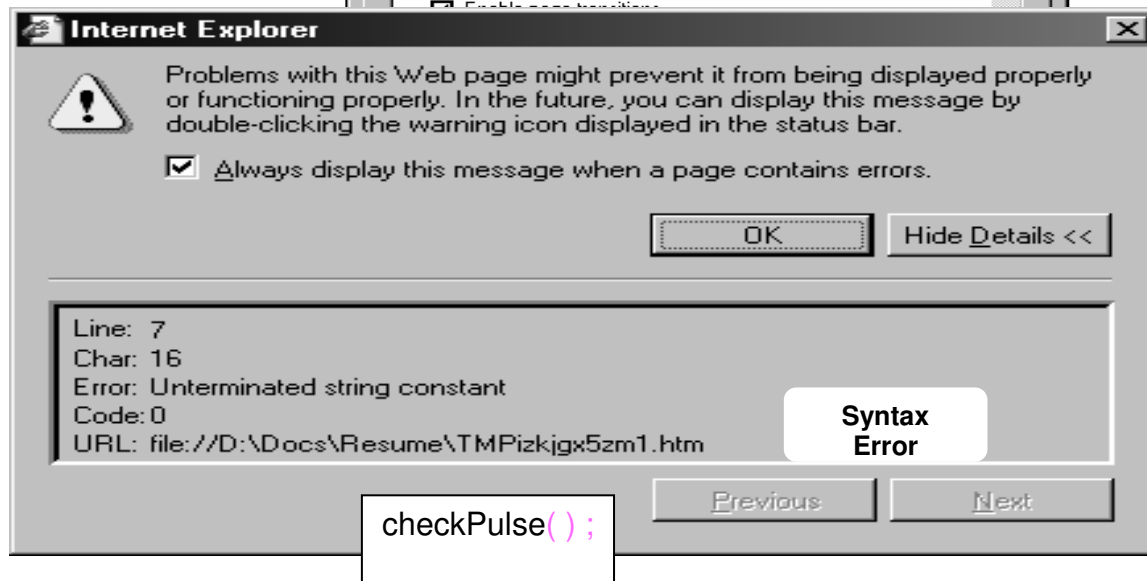 Enable page transitions
Internet Explorer
Problems with this Web page might prevent it from being displayed properly
or functioning properly. In the future, you can display this message by
double-clicking the warning icon displayed in the status bar.
Always display this message when a page contains errors.
OK
Hide Details <<
Line: 7
Char: 16
Error: Unterminated string constant
Code: 0
URL: file://D:\Docs\Resume\TMPizkjgx5zm1.htm
Syntax
Error
Previous
Next
checkPulse( ) ;